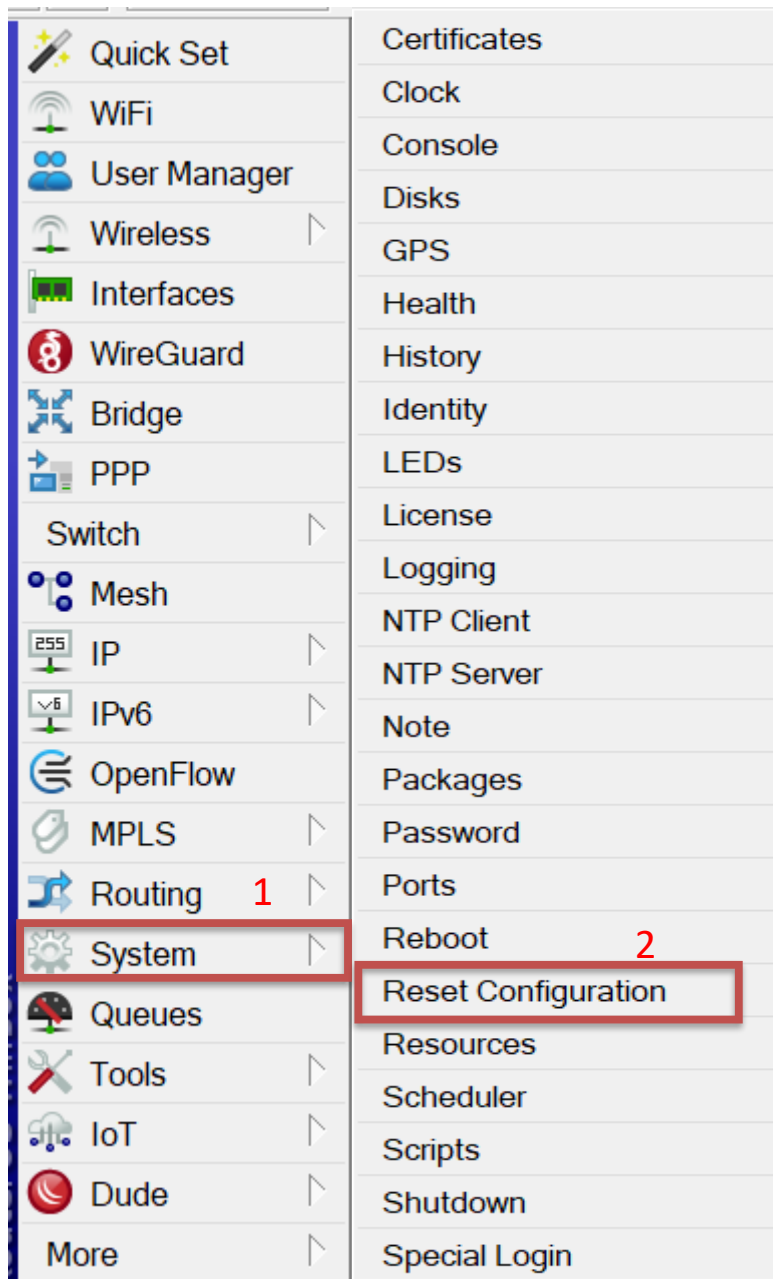 Quick Set
WiFi
User Manager
Wireless
Interfaces
WireGuard
Bridge
PPP
Switch
Mesh
255
IP
v6
IPv6
OpenFlow
MPLS
Routing
1
System
Queues
Tools
IoT
Dude
More
Certificates
Clock
Console
Disks
GPS
Health
History
Identity
LEDs
License
Logging
NTP Client
NTP Server
Note
Packages
Password
Ports
Reboot
2
Reset Configuration
Resources
Scheduler
Scripts
Shutdown
Special Login